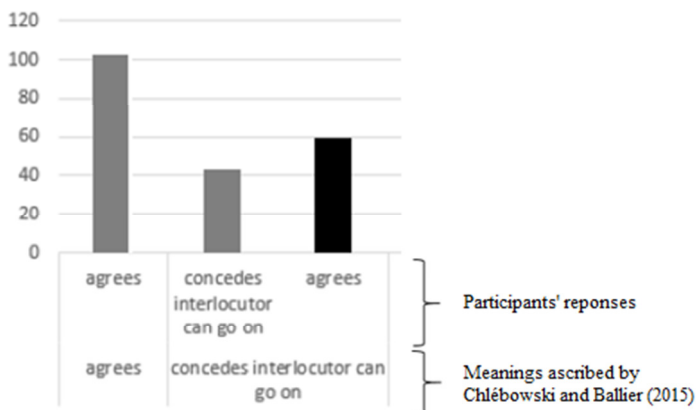 120
100
80
60
40
20
0
agrees
concedes
interlocutor
can go on
agrees
Participants' reponses
agrees
concedes interlocutor can
go on
Meanings ascribed by
Chlébowski and Ballier (2015)